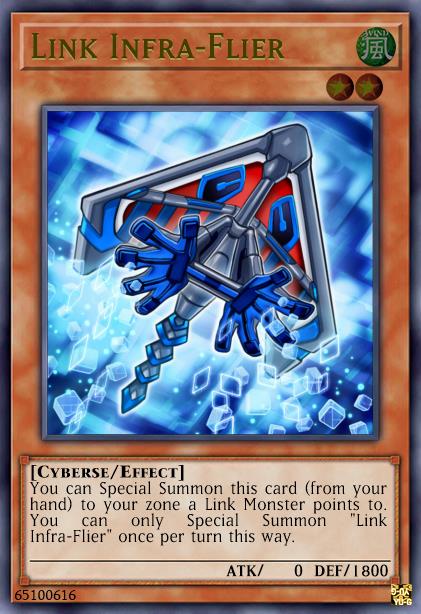 Link Infra-Flier
WIND
風
[Cyberse/Effect]
You can Special Summon this card (from your
hand) to your zone a Link Monster points to.
You can only Special Summon "Link
Infra-Flier" once per turn this way.
ATK/ 0 DEF/1800
65100616